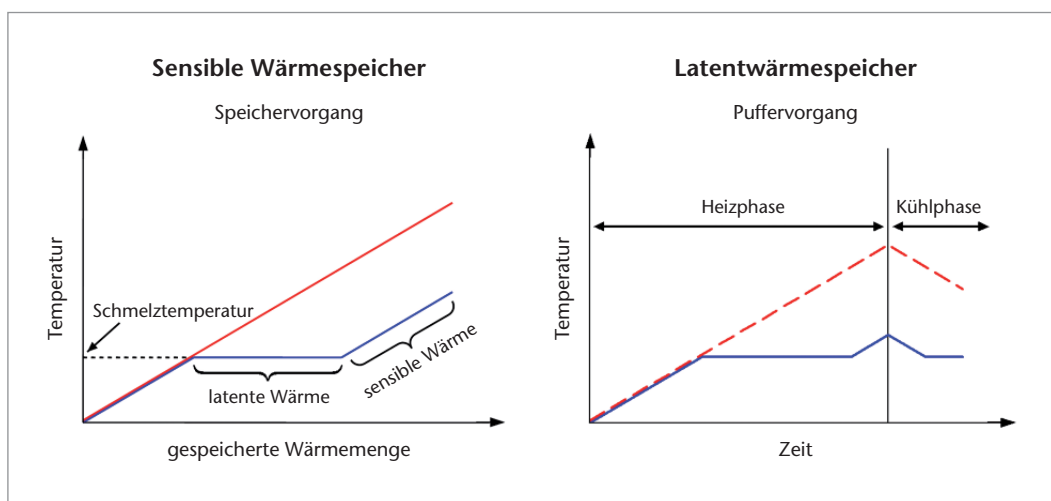 Sensible Wärmespeicher
Speichervorgang
Temperatur
Schmelztemperatur
latente Wärme
sensible Wärme
gespeicherte Wärmemenge
Latentwärmespeicher
Puffervorgang
Heizphase
Kühlphase
Temperatur
Zeit